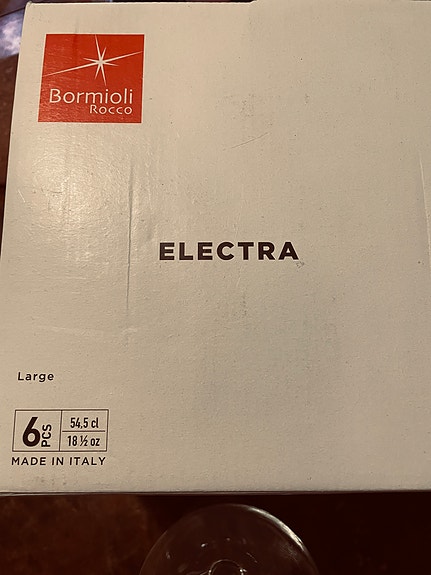 Bormioli
Rocco
ELECTRA
Large
6 PCS
54,5 cl
18 ½ oz
MADE IN ITALY